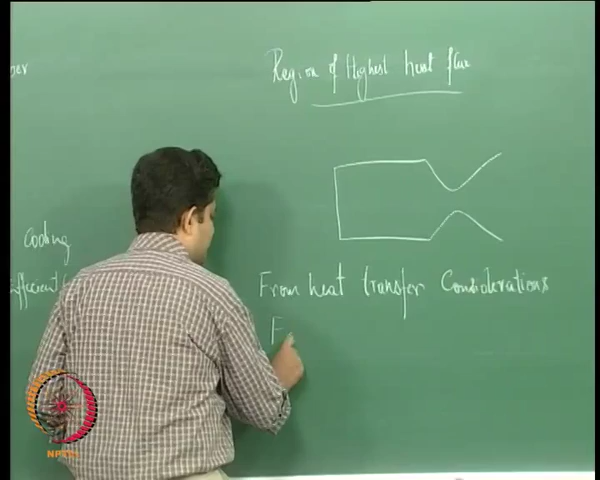 Region of Highest heat flux
cooling
From heat transfer Considerations
F
NPTEL